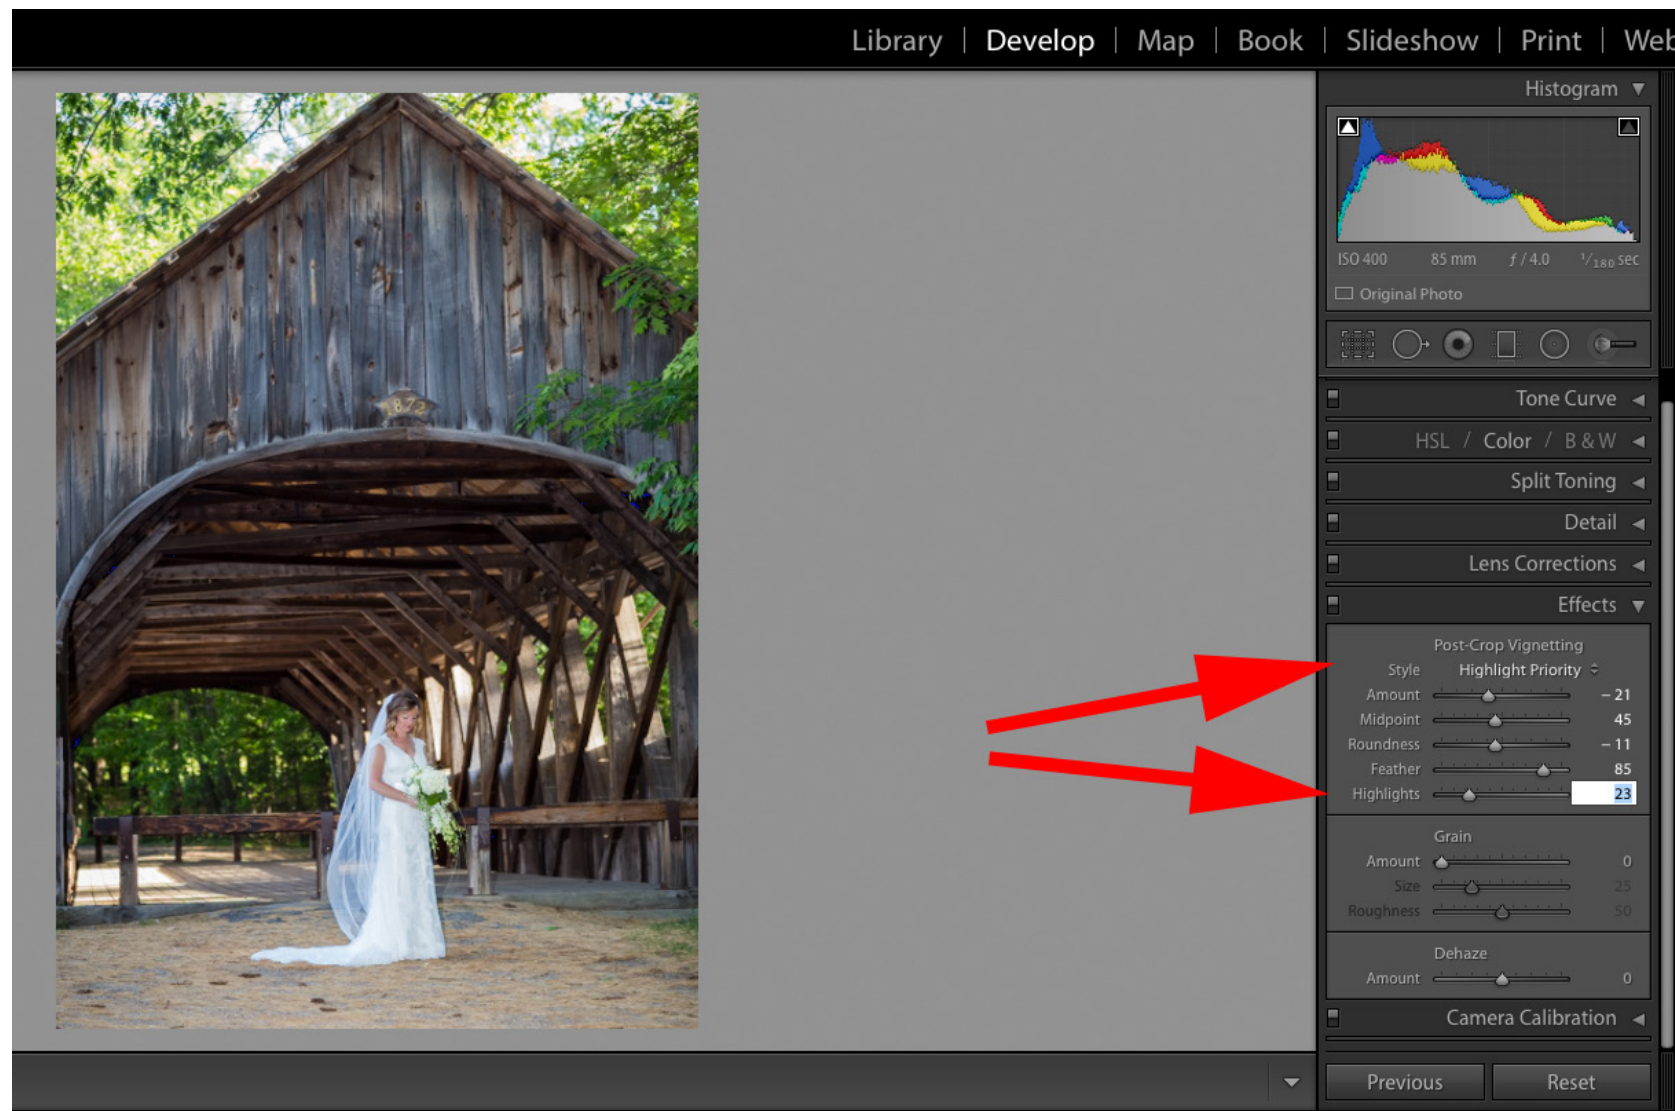 Library | Develop | Map | Book | Slideshow | Print | Web
Histogram
ISO 400 85 mm ƒ / 4.0 1/180 sec
Original Photo
1872
Tone Curve
HSL / Color / B & W
Split Toning
Detail
Lens Corrections
Effects
Post-Crop Vignetting
Style Highlight Priority
Amount – 21
Midpoint 45
Roundness – 11
Feather 85
Highlights 23
Grain
Amount 0
Size 25
Roughness 50
Dehaze
Amount 0
Camera Calibration
Previous Reset